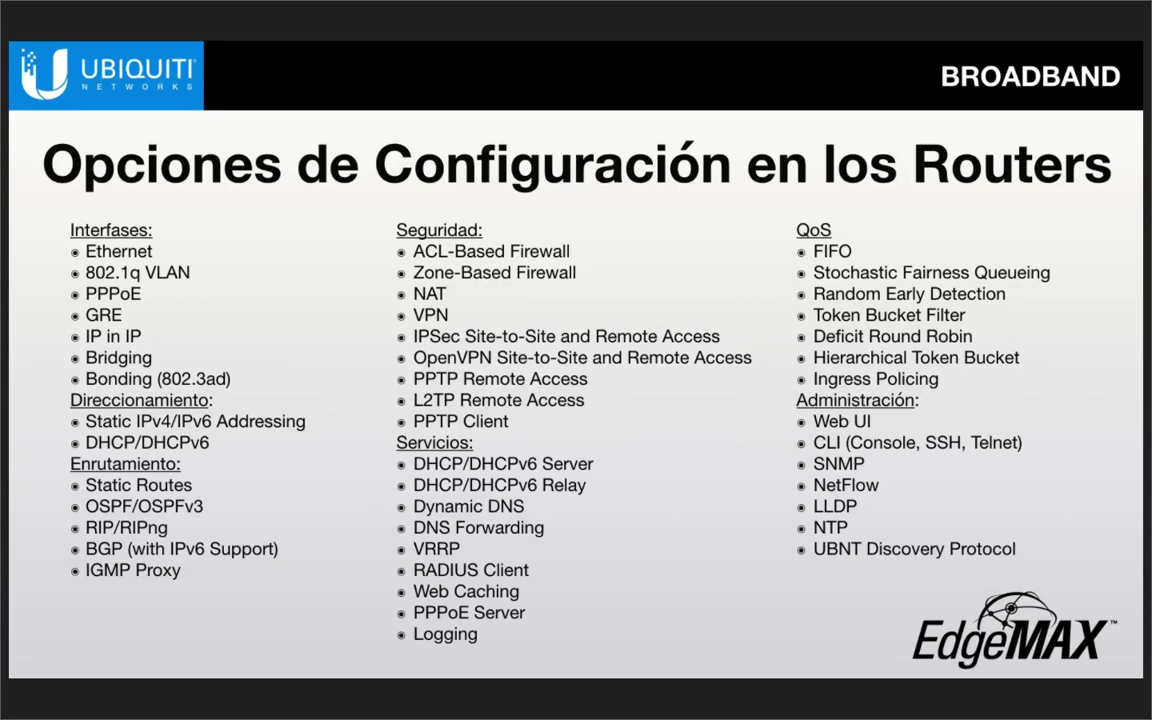 UBIQUITI
NETWORKS
BROADBAND
Opciones de Configuración en los Routers
Interfases:
Ethernet
802.1q VLAN
PPPoE
GRE
IP in IP
Bridging
Bonding (802.3ad)
Direccionamiento:
Static IPv4/IPv6 Addressing
DHCP/DHCPv6
Enrutamiento:
Static Routes
OSPF/OSPFv3
RIP/RIPng
BGP (with IPv6 Support)
IGMP Proxy
Seguridad:
ACL-Based Firewall
Zone-Based Firewall
NAT
VPN
IPSec Site-to-Site and Remote Access
OpenVPN Site-to-Site and Remote Access
PPTP Remote Access
L2TP Remote Access
PPTP Client
Servicios:
DHCP/DHCPv6 Server
DHCP/DHCPv6 Relay
Dynamic DNS
DNS Forwarding
VRRP
RADIUS Client
Web Caching
PPPoE Server
Logging
QoS
FIFO
Stochastic Fairness Queueing
Random Early Detection
Token Bucket Filter
Deficit Round Robin
Hierarchical Token Bucket
Ingress Policing
Administración:
Web UI
CLI (Console, SSH, Telnet)
SNMP
NetFlow
LLDP
NTP
UBNT Discovery Protocol
EdgeMAX™